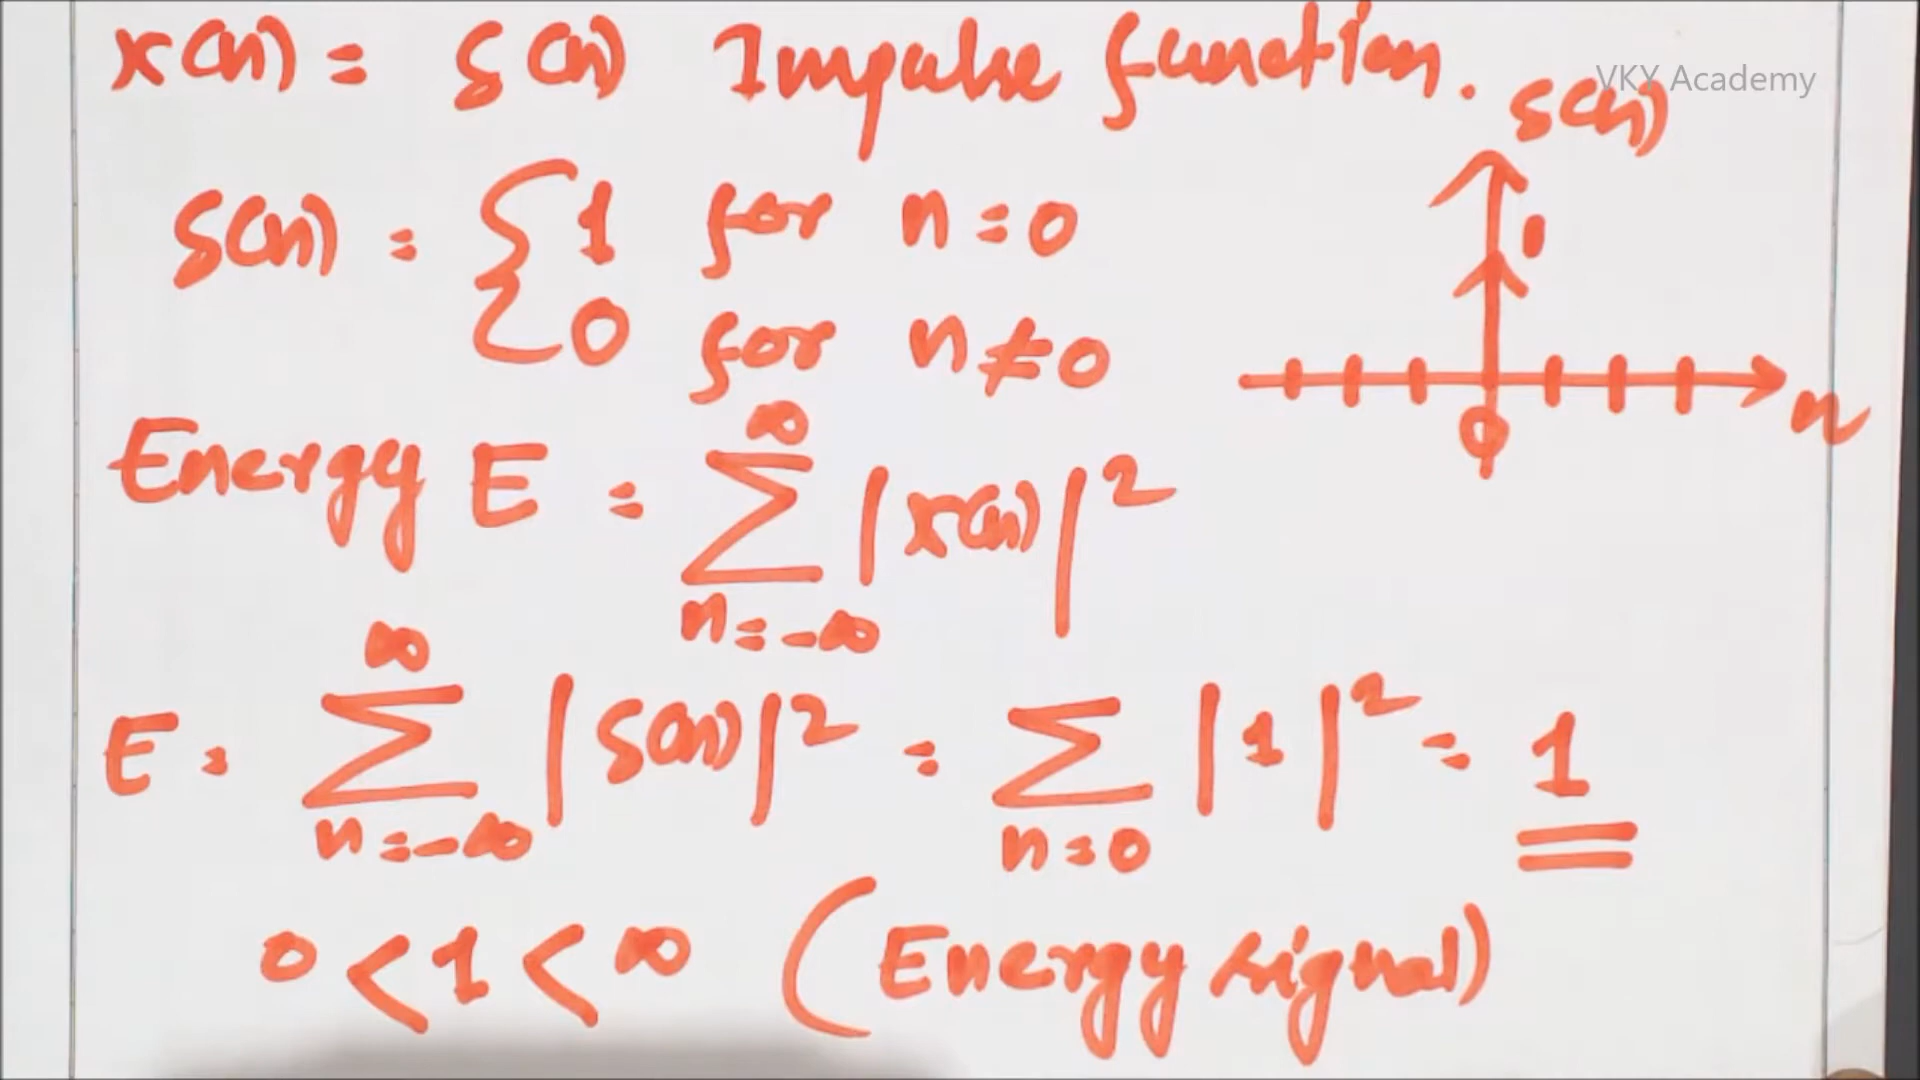 x(n) = δ(n) Impulse function.
VKY Academy
δ(n)
δ(n) = { 1 for n=0
0 for n≠0
1
0
n
Energy E = ∞ Σ n=-∞ |x(n)|²
E = ∞ Σ n=-∞ |δ(n)|² = Σ n=0 |1|² = 1
0 < 1 < ∞ (Energy signal)